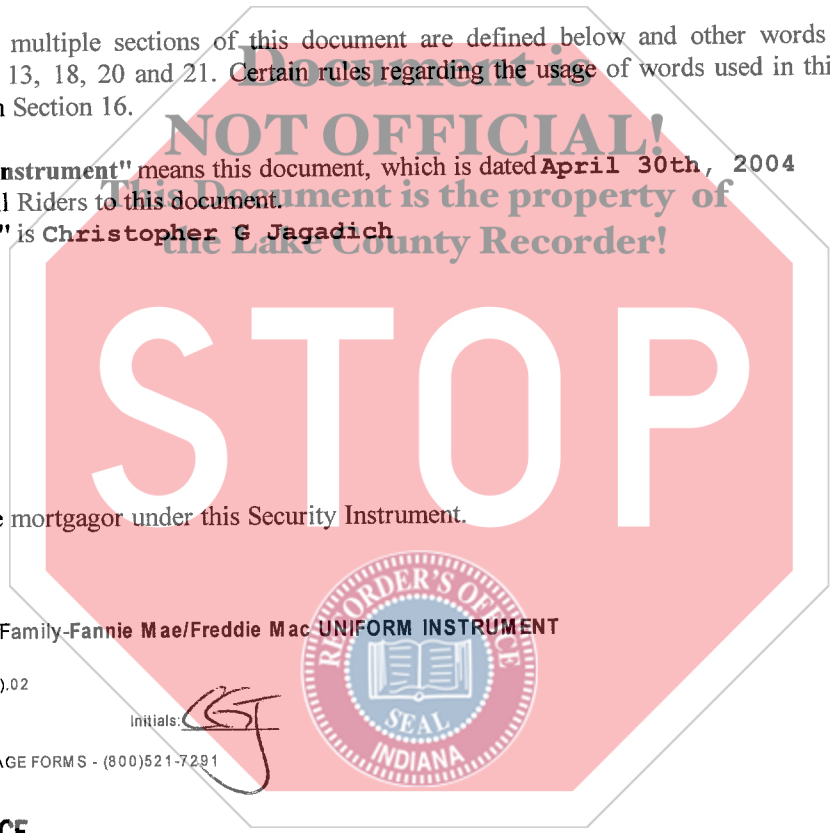 multiple sections of this document are defined below and other words
13, 18, 20 and 21. Certain rules regarding the usage of words used in thi
Section 16.
Document is
NOT OFFICIAL!
This Document is the property of
the Lake County Recorder!
nstrument" means this document, which is dated April 30th, 2004
l Riders to this document.
" is Christopher G Jagadich
STOP
e mortgagor under this Security Instrument.
RECORDER'S OFFICE
SEAL
INDIANA
Family-Fannie Mae/Freddie Mac UNIFORM INSTRUMENT
).02
Initials: CGJ
AGE FORMS - (800)521-7291
CE